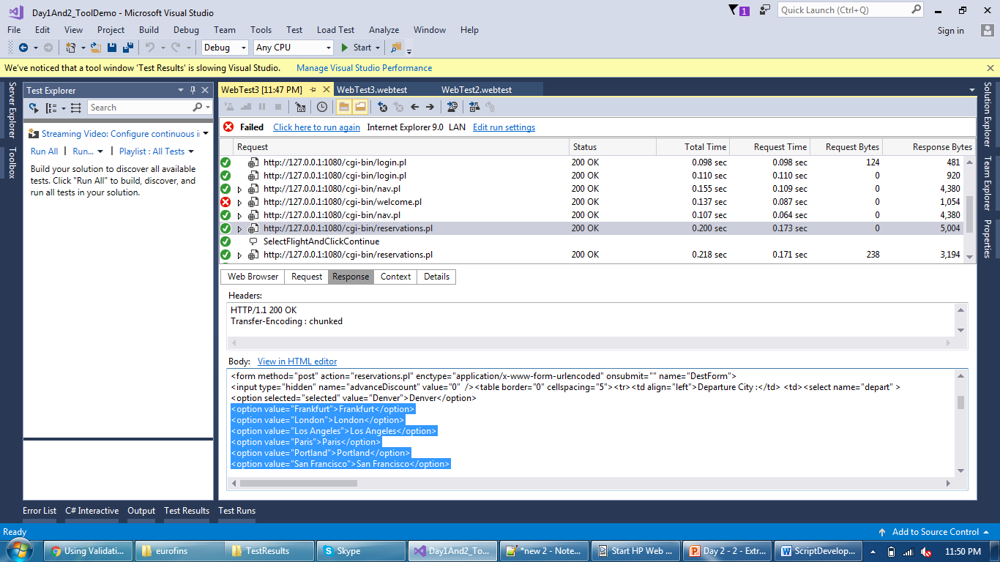 Day1And2_ToolDemo - Microsoft Visual Studio
1
Quick Launch (Ctrl+Q)
File Edit View Project Build Debug Team Tools Test Load Test Analyze Window Help
Sign in
Debug Any CPU Start
We've noticed that a tool window 'Test Results' is slowing Visual Studio. Manage Visual Studio Performance
Server Explorer
Toolbox
Test Explorer
Search
Streaming Video: Configure continuous i
Run All Run... Playlist : All Tests
Build your solution to discover all available
tests. Click "Run All" to build, discover, and
run all tests in your solution.
WebTest3 [11:47 PM] WebTest3.webtest WebTest2.webtest
Failed Click here to run again Internet Explorer 9.0 LAN Edit run settings
Request Status Total Time Request Time Request Bytes Response Bytes
http://127.0.0.1:1080/cgi-bin/login.pl 200 OK 0.098 sec 0.098 sec 124 481
http://127.0.0.1:1080/cgi-bin/login.pl 200 OK 0.110 sec 0.110 sec 0 920
http://127.0.0.1:1080/cgi-bin/nav.pl 200 OK 0.155 sec 0.109 sec 0 4,380
http://127.0.0.1:1080/cgi-bin/welcome.pl 200 OK 0.137 sec 0.087 sec 0 1,054
http://127.0.0.1:1080/cgi-bin/nav.pl 200 OK 0.107 sec 0.064 sec 0 4,380
http://127.0.0.1:1080/cgi-bin/reservations.pl 200 OK 0.200 sec 0.173 sec 0 5,004
SelectFlightAndClickContinue
http://127.0.0.1:1080/cgi-bin/reservations.pl 200 OK 0.218 sec 0.171 sec 238 3,194
Web Browser Request Response Context Details
Headers:
HTTP/1.1 200 OK
Transfer-Encoding : chunked
Body: View in HTML editor
<form method="post" action="reservations.pl" enctype="application/x-www-form-urlencoded" onsubmit="" name="DestForm">
<input type="hidden" name="advanceDiscount" value="0" /><table border="0" cellspacing="5"><tr><td align="left">Departure City :</td> <td><select name="depart" >
<option selected="selected" value="Denver">Denver</option>
<option value="Frankfurt">Frankfurt</option>
<option value="London">London</option>
<option value="Los Angeles">Los Angeles</option>
<option value="Paris">Paris</option>
<option value="Portland">Portland</option>
<option value="San Francisco">San Francisco</option>
Solution Explorer
Team Explorer
Properties
Error List C# Interactive Output Test Results Test Runs
Ready
Add to Source Control
Using Validati... eurofins TestResults Skype Day1And2_To... *new 2 - Note... Start HP Web ... Day 2 - 2 - Extr... ScriptDevelop... 11:50 PM